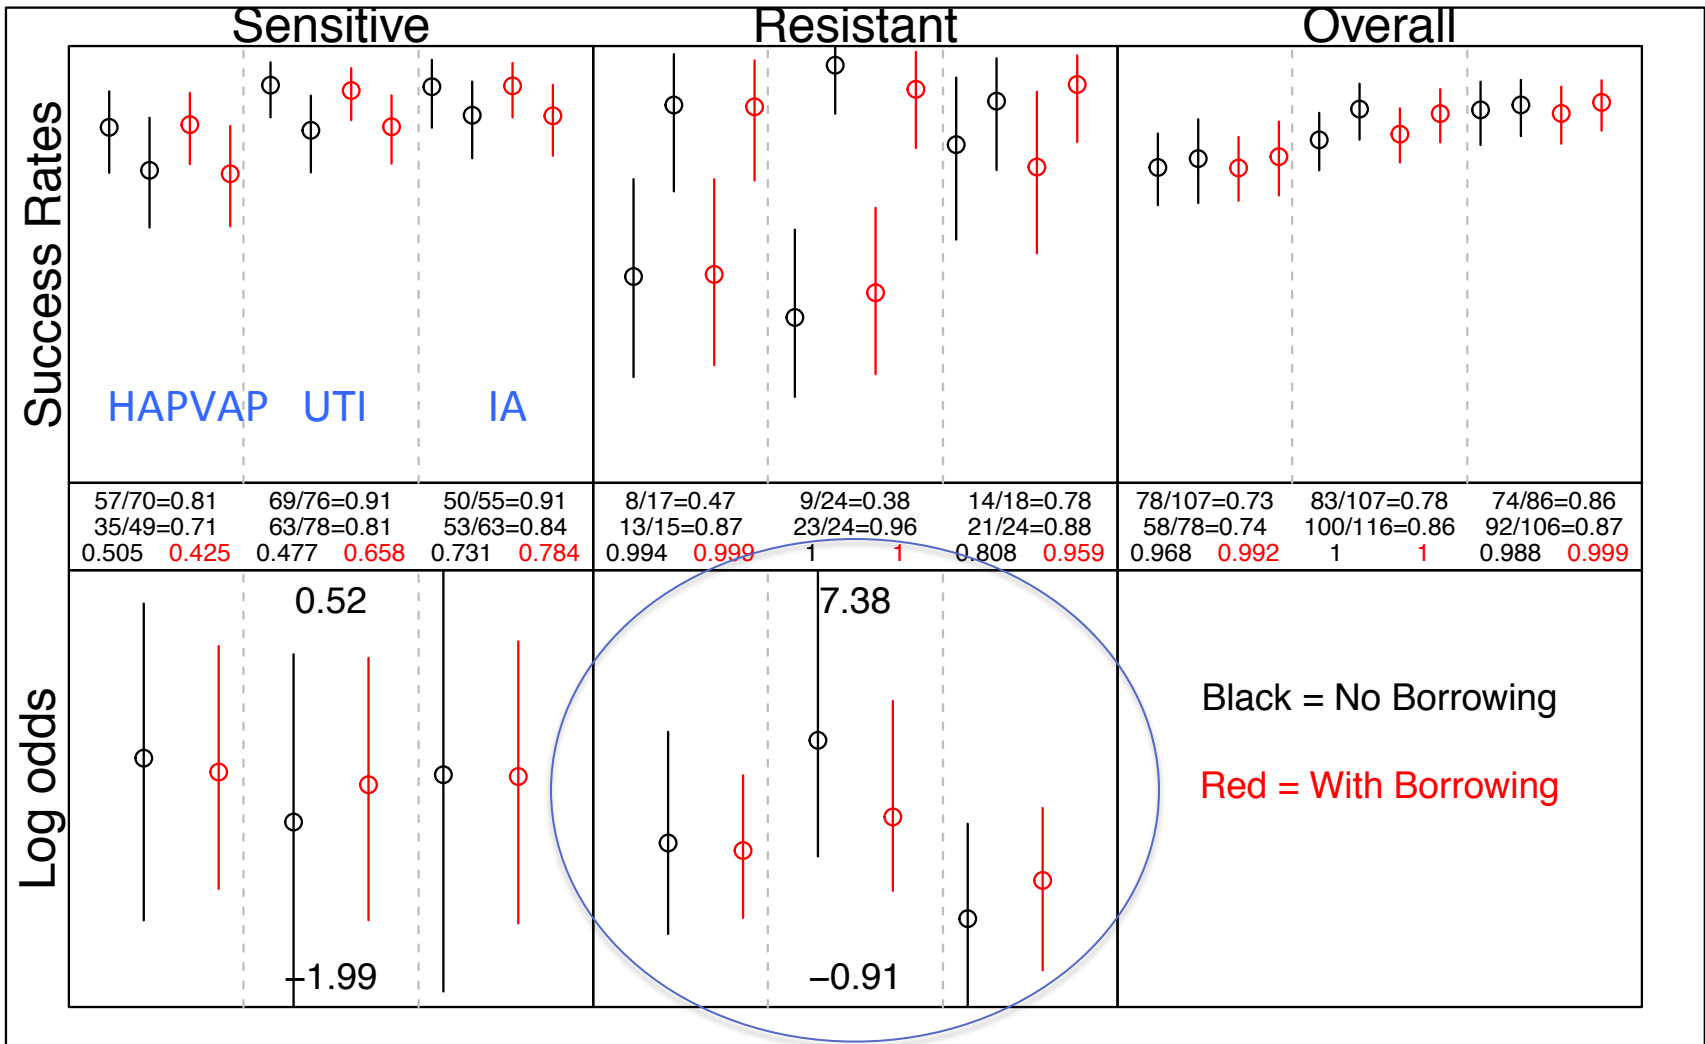 Sensitive Resistant Overall
Success Rates
HAPVAP UTI IA
57/70=0.81 69/76=0.91 50/55=0.91 8/17=0.47 9/24=0.38 14/18=0.78 78/107=0.73 83/107=0.78 74/86=0.86
35/49=0.71 63/78=0.81 53/63=0.84 13/15=0.87 23/24=0.96 21/24=0.88 58/78=0.74 100/116=0.86 92/106=0.87
0.505 0.425 0.477 0.658 0.731 0.784 0.994 0.999 1 1 0.808 0.959 0.968 0.992 1 1 0.988 0.999
Log odds
0.52 7.38
Black = No Borrowing
Red = With Borrowing
−1.99 −0.91